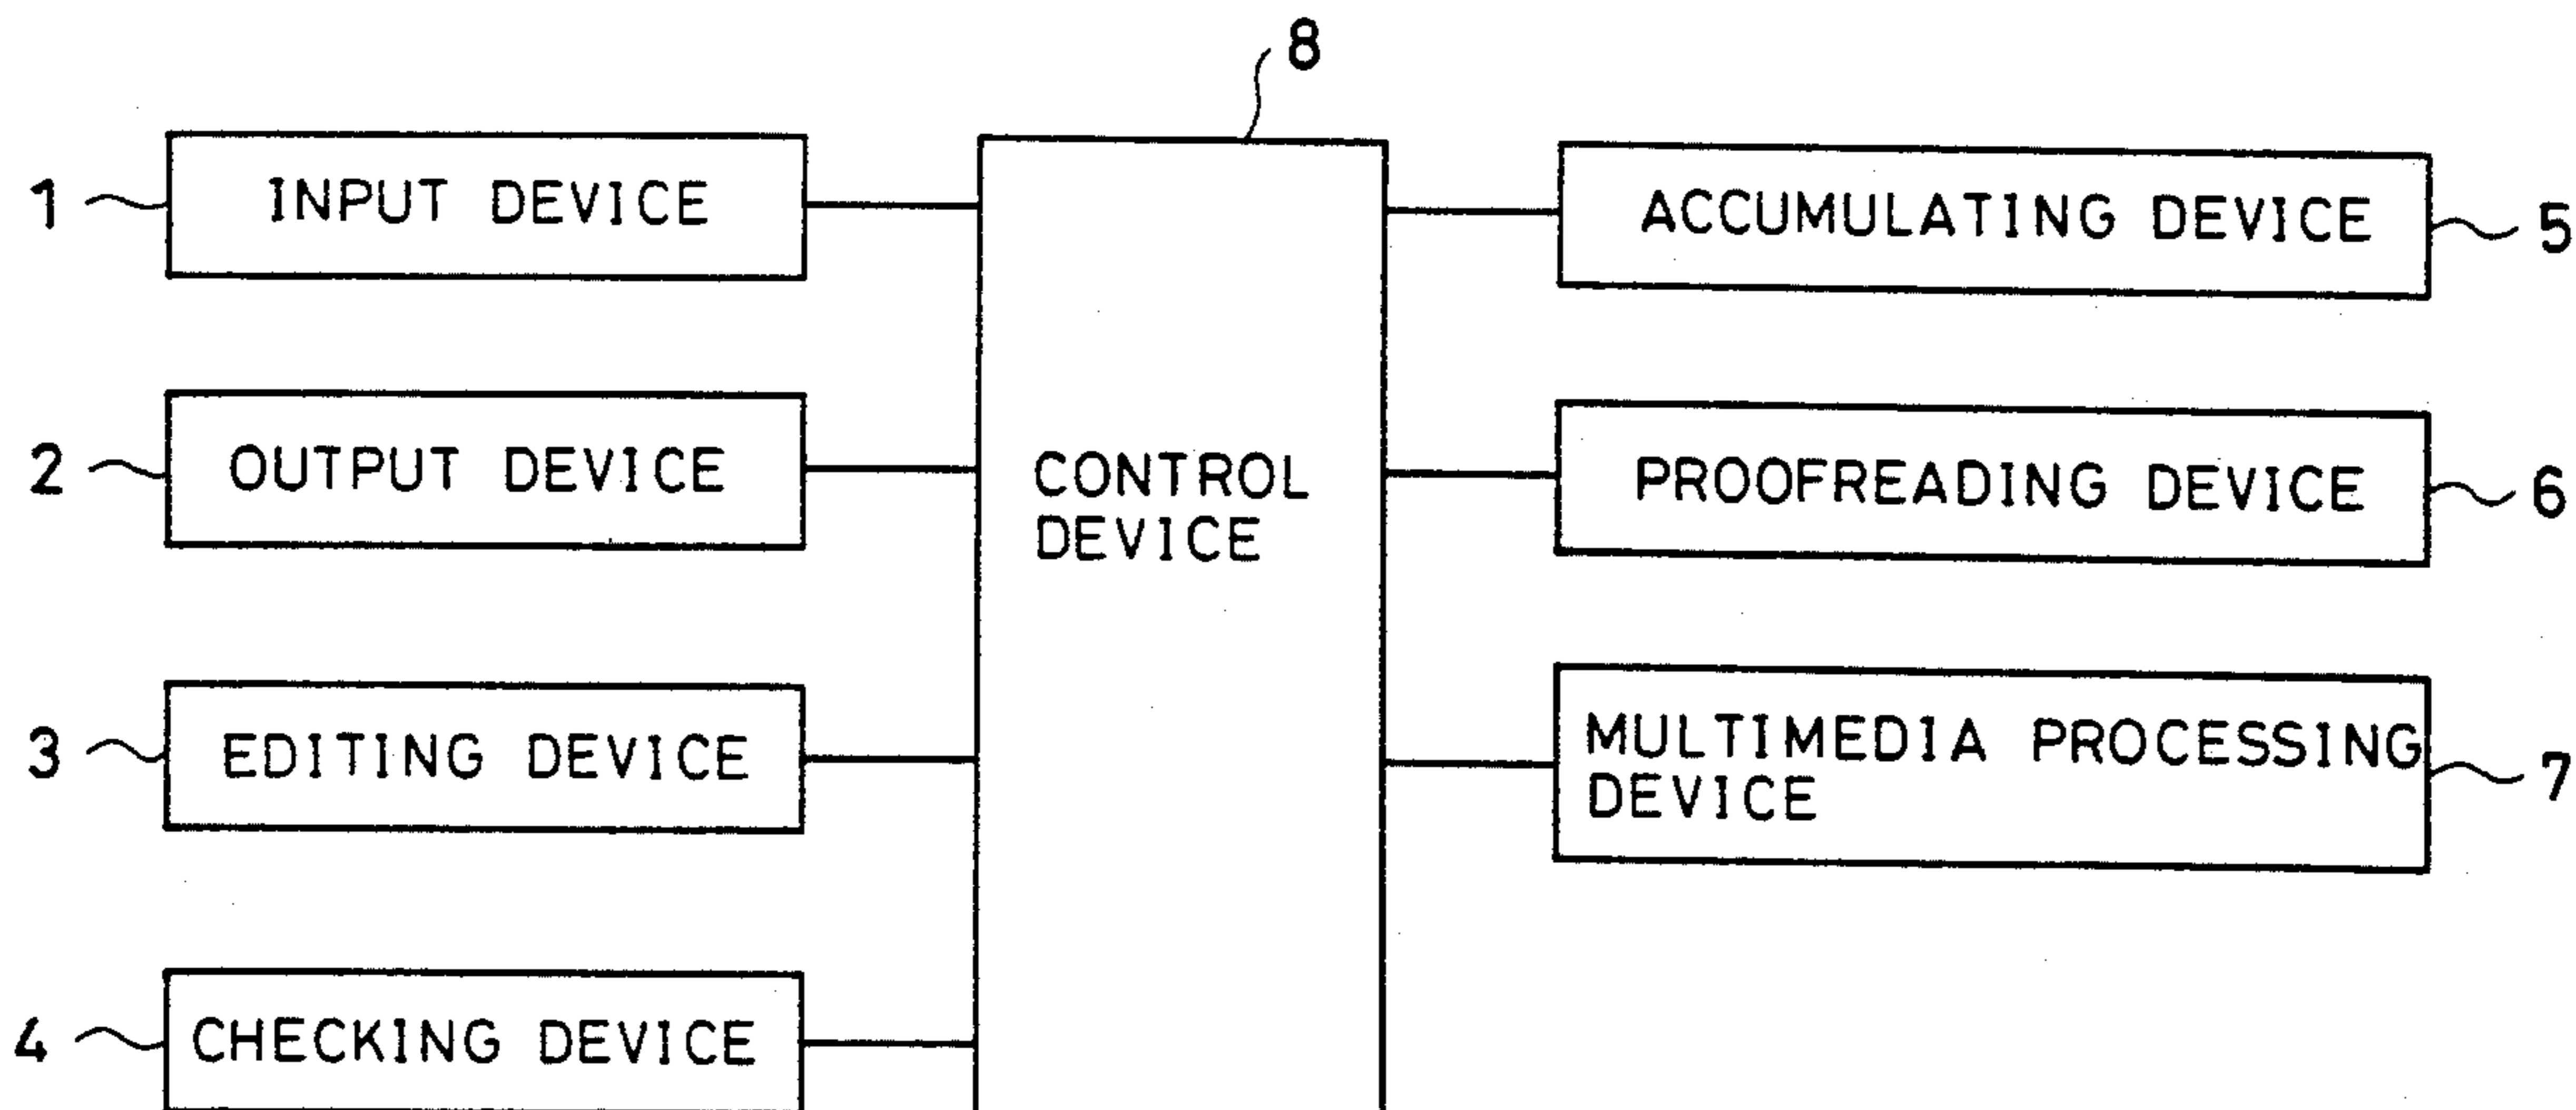 8
1 INPUT DEVICE
2 OUTPUT DEVICE
3 EDITING DEVICE
4 CHECKING DEVICE
CONTROL
DEVICE
ACCUMULATING DEVICE 5
PROOFREADING DEVICE 6
MULTIMEDIA PROCESSING
DEVICE
7